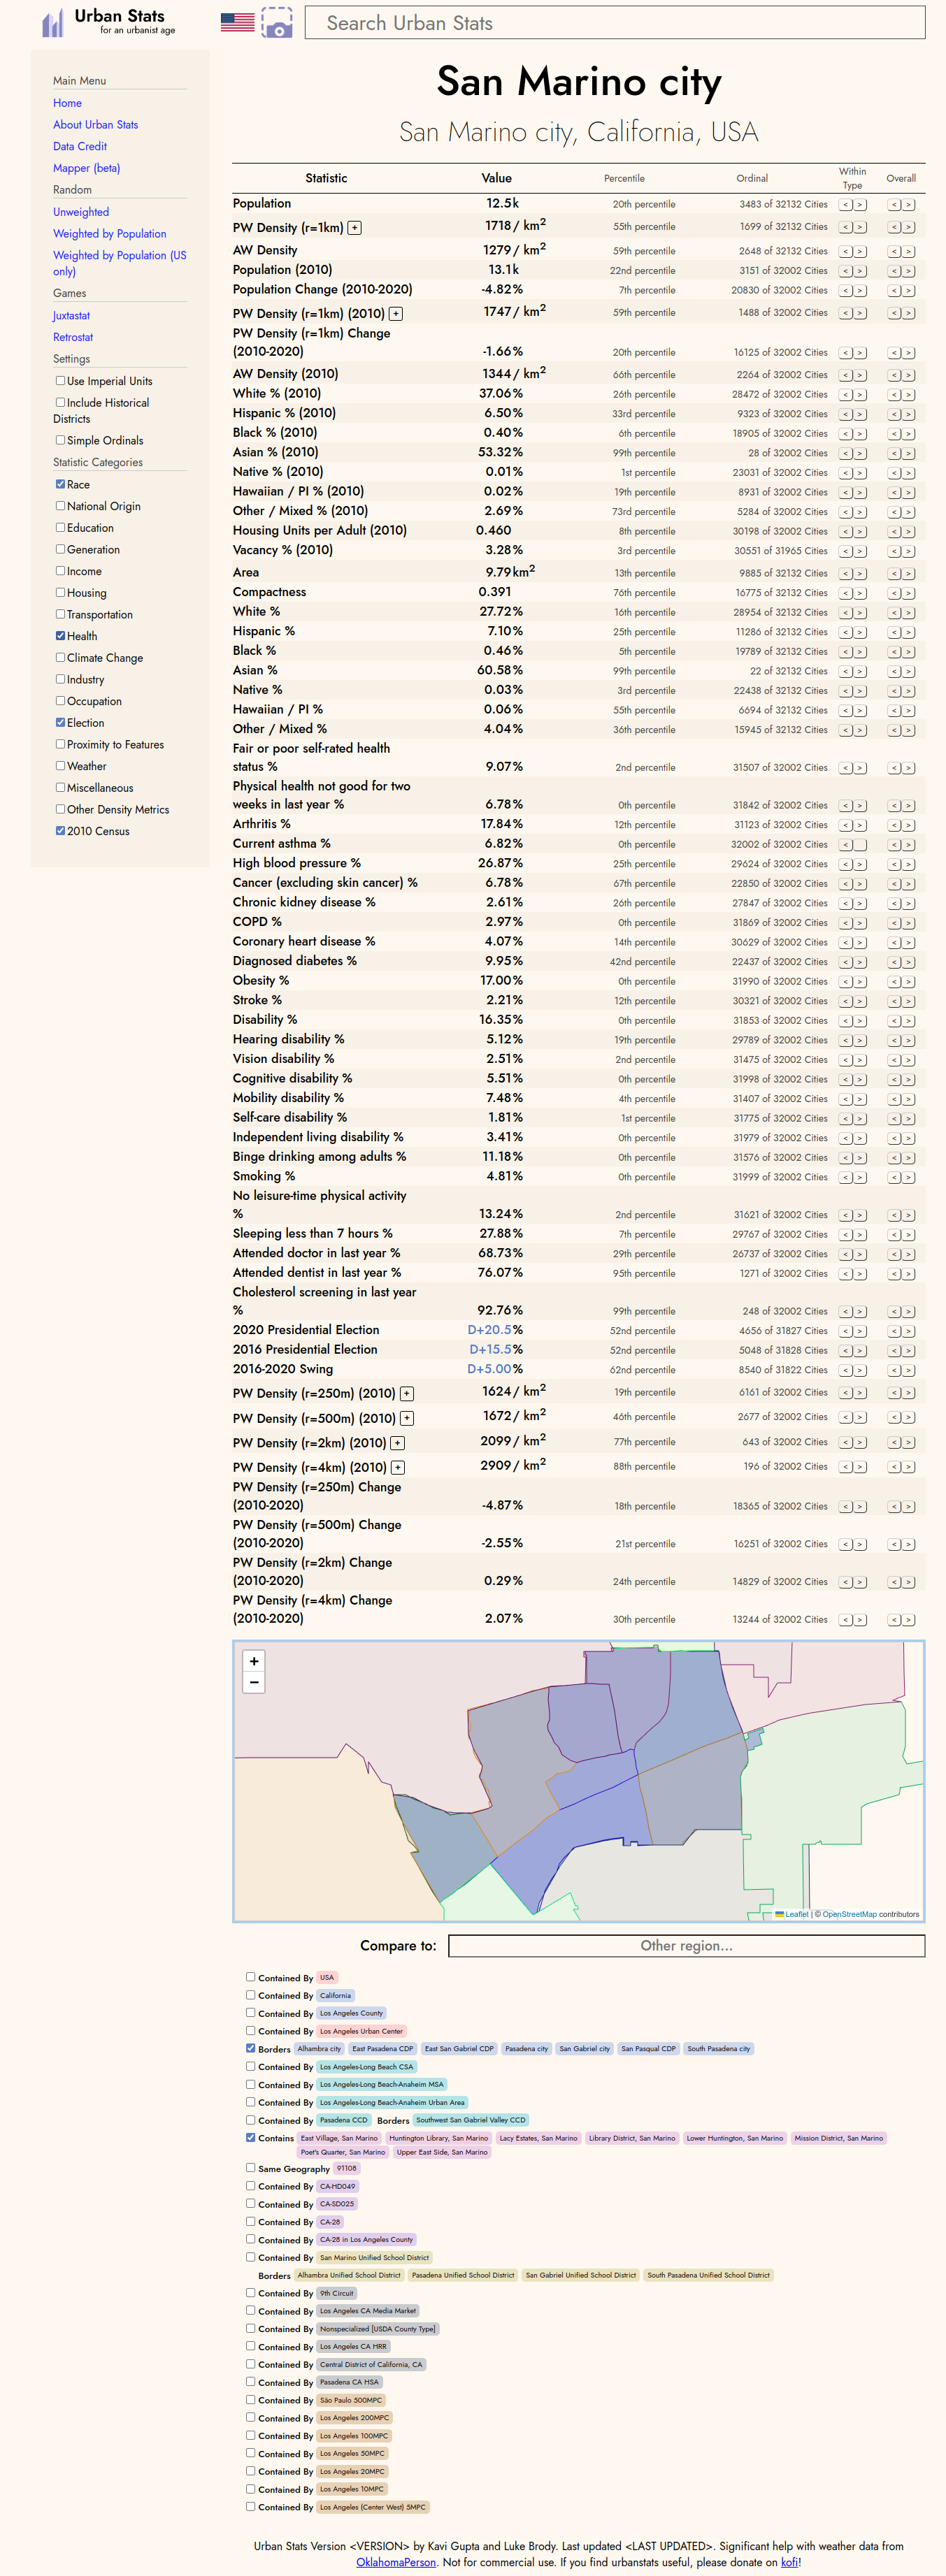 Urban Stats
for an urbanist age
Search Urban Stats
Main Menu
Home
About Urban Stats
Data Credit
Mapper (beta)
Random
Unweighted
Weighted by Population
Weighted by Population (US
only)
Games
Juxtastat
Retrostat
Settings
Use Imperial Units
Include Historical
Districts
Simple Ordinals
Statistic Categories
Race
National Origin
Education
Generation
Income
Housing
Transportation
Health
Climate Change
Industry
Occupation
Election
Proximity to Features
Weather
Miscellaneous
Other Density Metrics
2010 Census
San Marino city
San Marino city, California, USA
Statistic Value Percentile Ordinal Within Type Overall
Population 12.5k 20th percentile 3483 of 32132 Cities < > < >
PW Density (r=1km) + 1718 / km² 55th percentile 1699 of 32132 Cities < > < >
AW Density 1279 / km² 59th percentile 2648 of 32132 Cities < > < >
Population (2010) 13.1k 22nd percentile 3151 of 32002 Cities < > < >
Population Change (2010-2020) -4.82% 7th percentile 20830 of 32002 Cities < > < >
PW Density (r=1km) (2010) + 1747 / km² 59th percentile 1488 of 32002 Cities < > < >
PW Density (r=1km) Change
(2010-2020) -1.66% 20th percentile 16125 of 32002 Cities < > < >
AW Density (2010) 1344 / km² 66th percentile 2264 of 32002 Cities < > < >
White % (2010) 37.06% 26th percentile 28472 of 32002 Cities < > < >
Hispanic % (2010) 6.50% 33rd percentile 9323 of 32002 Cities < > < >
Black % (2010) 0.40% 6th percentile 18905 of 32002 Cities < > < >
Asian % (2010) 53.32% 99th percentile 28 of 32002 Cities < > < >
Native % (2010) 0.01% 1st percentile 23031 of 32002 Cities < > < >
Hawaiian / PI % (2010) 0.02% 19th percentile 8931 of 32002 Cities < > < >
Other / Mixed % (2010) 2.69% 73rd percentile 5284 of 32002 Cities < > < >
Housing Units per Adult (2010) 0.460 8th percentile 30198 of 32002 Cities < > < >
Vacancy % (2010) 3.28% 3rd percentile 30551 of 31965 Cities < > < >
Area 9.79 km² 13th percentile 9885 of 32132 Cities < > < >
Compactness 0.391 76th percentile 16775 of 32132 Cities < > < >
White % 27.72% 16th percentile 28954 of 32132 Cities < > < >
Hispanic % 7.10% 25th percentile 11286 of 32132 Cities < > < >
Black % 0.46% 5th percentile 19789 of 32132 Cities < > < >
Asian % 60.58% 99th percentile 22 of 32132 Cities < > < >
Native % 0.03% 3rd percentile 22438 of 32132 Cities < > < >
Hawaiian / PI % 0.06% 55th percentile 6694 of 32132 Cities < > < >
Other / Mixed % 4.04% 36th percentile 15945 of 32132 Cities < > < >
Fair or poor self-rated health
status % 9.07% 2nd percentile 31507 of 32002 Cities < > < >
Physical health not good for two
weeks in last year % 6.78% 0th percentile 31842 of 32002 Cities < > < >
Arthritis % 17.84% 12th percentile 31123 of 32002 Cities < > < >
Current asthma % 6.82% 0th percentile 32002 of 32002 Cities < < >
High blood pressure % 26.87% 25th percentile 29624 of 32002 Cities < > < >
Cancer (excluding skin cancer) % 6.78% 67th percentile 22850 of 32002 Cities < > < >
Chronic kidney disease % 2.61% 26th percentile 27847 of 32002 Cities < > < >
COPD % 2.97% 0th percentile 31869 of 32002 Cities < > < >
Coronary heart disease % 4.07% 14th percentile 30629 of 32002 Cities < > < >
Diagnosed diabetes % 9.95% 42nd percentile 22437 of 32002 Cities < > < >
Obesity % 17.00% 0th percentile 31990 of 32002 Cities < > < >
Stroke % 2.21% 12th percentile 30321 of 32002 Cities < > < >
Disability % 16.35% 0th percentile 31853 of 32002 Cities < > < >
Hearing disability % 5.12% 19th percentile 29789 of 32002 Cities < > < >
Vision disability % 2.51% 2nd percentile 31475 of 32002 Cities < > < >
Cognitive disability % 5.51% 0th percentile 31998 of 32002 Cities < > < >
Mobility disability % 7.48% 4th percentile 31407 of 32002 Cities < > < >
Self-care disability % 1.81% 1st percentile 31775 of 32002 Cities < > < >
Independent living disability % 3.41% 0th percentile 31979 of 32002 Cities < > < >
Binge drinking among adults % 11.18% 0th percentile 31576 of 32002 Cities < > < >
Smoking % 4.81% 0th percentile 31999 of 32002 Cities < > < >
No leisure-time physical activity
% 13.24% 2nd percentile 31621 of 32002 Cities < > < >
Sleeping less than 7 hours % 27.88% 7th percentile 29767 of 32002 Cities < > < >
Attended doctor in last year % 68.73% 29th percentile 26737 of 32002 Cities < > < >
Attended dentist in last year % 76.07% 95th percentile 1271 of 32002 Cities < > < >
Cholesterol screening in last year
% 92.76% 99th percentile 248 of 32002 Cities < > < >
2020 Presidential Election D+20.5% 52nd percentile 4656 of 31827 Cities < > < >
2016 Presidential Election D+15.5% 52nd percentile 5048 of 31828 Cities < > < >
2016-2020 Swing D+5.00% 62nd percentile 8540 of 31822 Cities < > < >
PW Density (r=250m) (2010) + 1624 / km² 19th percentile 6161 of 32002 Cities < > < >
PW Density (r=500m) (2010) + 1672 / km² 46th percentile 2677 of 32002 Cities < > < >
PW Density (r=2km) (2010) + 2099 / km² 77th percentile 643 of 32002 Cities < > < >
PW Density (r=4km) (2010) + 2909 / km² 88th percentile 196 of 32002 Cities < > < >
PW Density (r=250m) Change
(2010-2020) -4.87% 18th percentile 18365 of 32002 Cities < > < >
PW Density (r=500m) Change
(2010-2020) -2.55% 21st percentile 16251 of 32002 Cities < > < >
PW Density (r=2km) Change
(2010-2020) 0.29% 24th percentile 14829 of 32002 Cities < > < >
PW Density (r=4km) Change
(2010-2020) 2.07% 30th percentile 13244 of 32002 Cities < > < >
+
−
Leaflet | © OpenStreetMap contributors
Compare to: Other region...
Contained By USA
Contained By California
Contained By Los Angeles County
Contained By Los Angeles Urban Center
Borders Alhambra city East Pasadena CDP East San Gabriel CDP Pasadena city San Gabriel city San Pasqual CDP South Pasadena city
Contained By Los Angeles-Long Beach CSA
Contained By Los Angeles-Long Beach-Anaheim MSA
Contained By Los Angeles-Long Beach-Anaheim Urban Area
Contained By Pasadena CCD Borders Southwest San Gabriel Valley CCD
Contains East Village, San Marino Huntington Library, San Marino Lacy Estates, San Marino Library District, San Marino Lower Huntington, San Marino Mission District, San Marino
Poet's Quarter, San Marino Upper East Side, San Marino
Same Geography 91108
Contained By CA-HD049
Contained By CA-SD025
Contained By CA-28
Contained By CA-28 in Los Angeles County
Contained By San Marino Unified School District
Borders Alhambra Unified School District Pasadena Unified School District San Gabriel Unified School District South Pasadena Unified School District
Contained By 9th Circuit
Contained By Los Angeles CA Media Market
Contained By Nonspecialized [USDA County Type]
Contained By Los Angeles CA HRR
Contained By Central District of California, CA
Contained By Pasadena CA HSA
Contained By São Paulo 500MPC
Contained By Los Angeles 200MPC
Contained By Los Angeles 100MPC
Contained By Los Angeles 50MPC
Contained By Los Angeles 20MPC
Contained By Los Angeles 10MPC
Contained By Los Angeles (Center West) 5MPC
Urban Stats Version <VERSION> by Kavi Gupta and Luke Brody. Last updated <LAST UPDATED>. Significant help with weather data from
OklahomaPerson. Not for commercial use. If you find urbanstats useful, please donate on kofi!